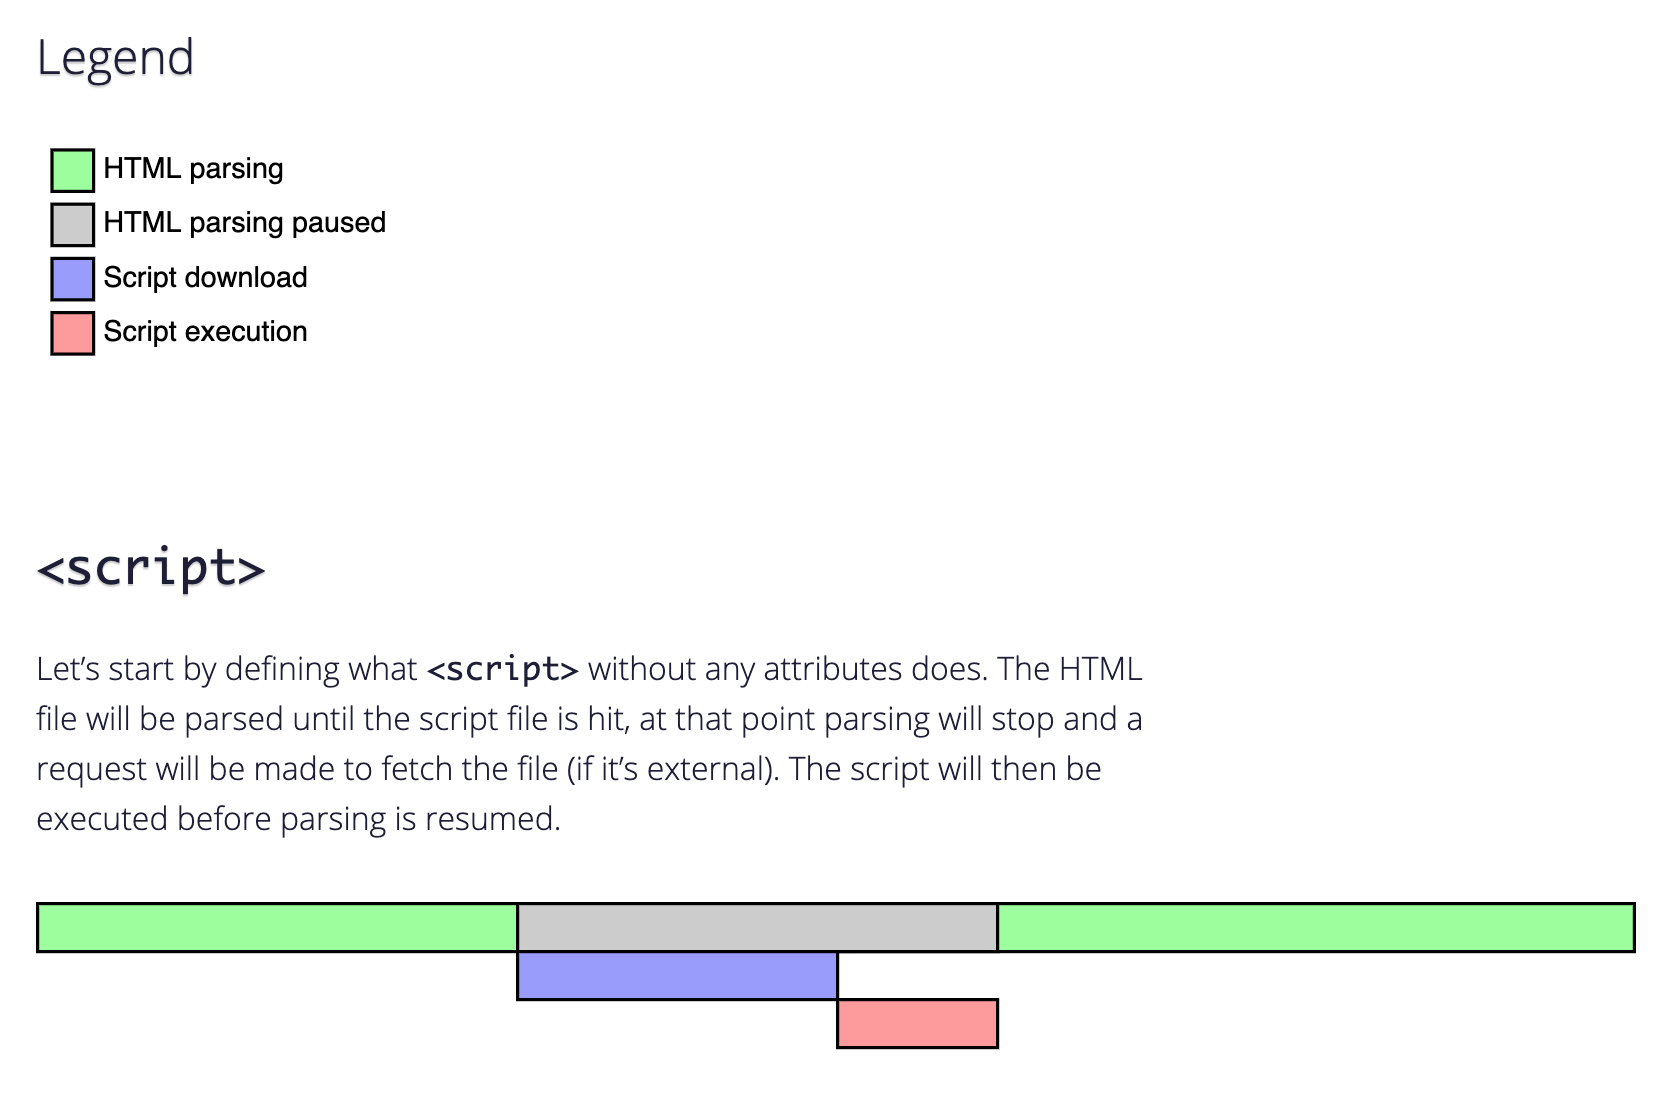 Legend
HTML parsing
HTML parsing paused
Script download
Script execution
<script>
Let’s start by defining what <script> without any attributes does. The HTML
file will be parsed until the script file is hit, at that point parsing will stop and a
request will be made to fetch the file (if it’s external). The script will then be
executed before parsing is resumed.